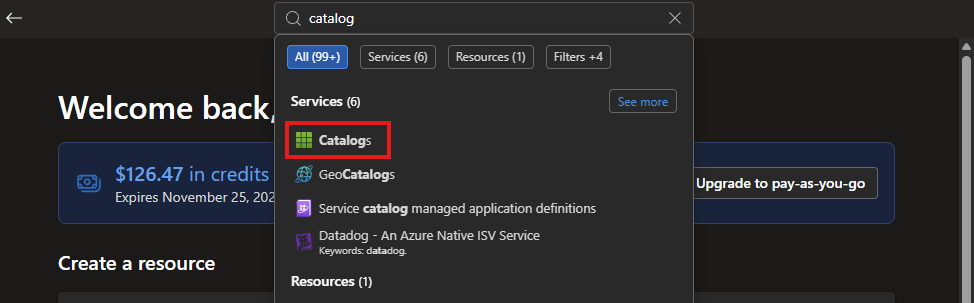 catalog
All (99+) Services (6) Resources (1) Filters +4
Services (6) See more
Welcome back,
Catalogs
$126.47 in credits
GeoCatalogs
Upgrade to pay-as-you-go
Expires November 25, 202
Service catalog managed application definitions
Datadog - An Azure Native ISV Service
Keywords: datadog.
Create a resource
Resources (1)